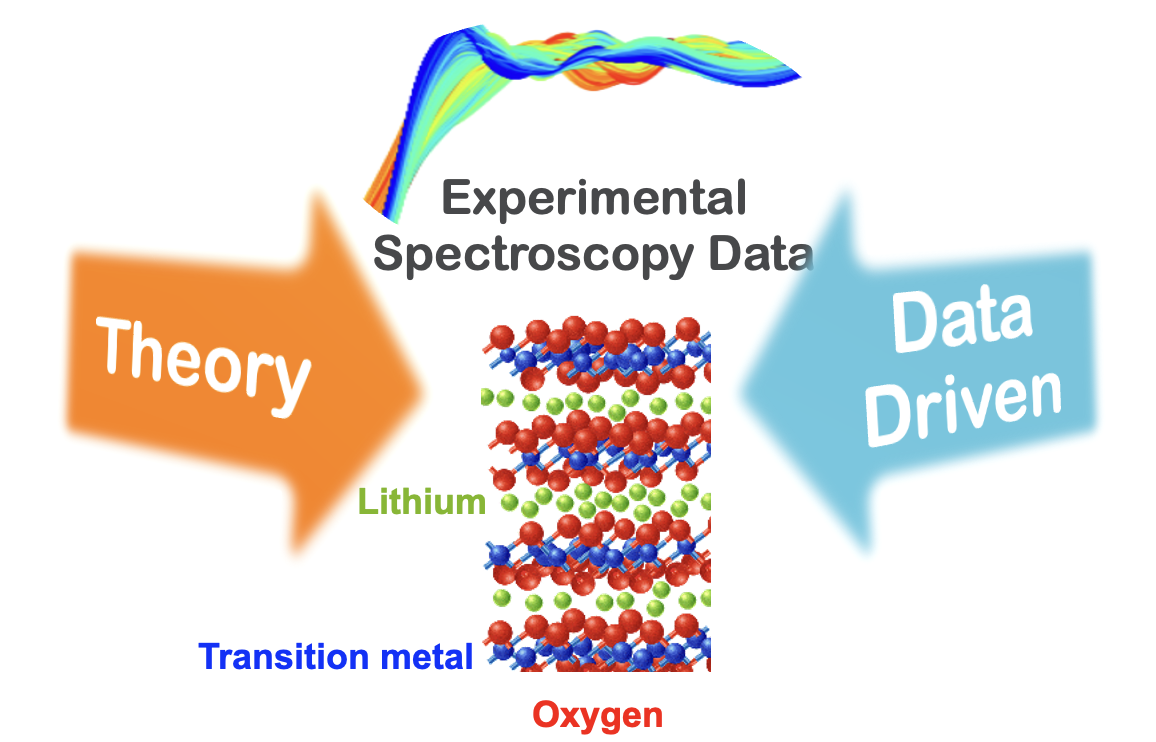 Experimental
Spectroscopy Data
Theory
Data
Driven
Lithium
Transition metal
Oxygen